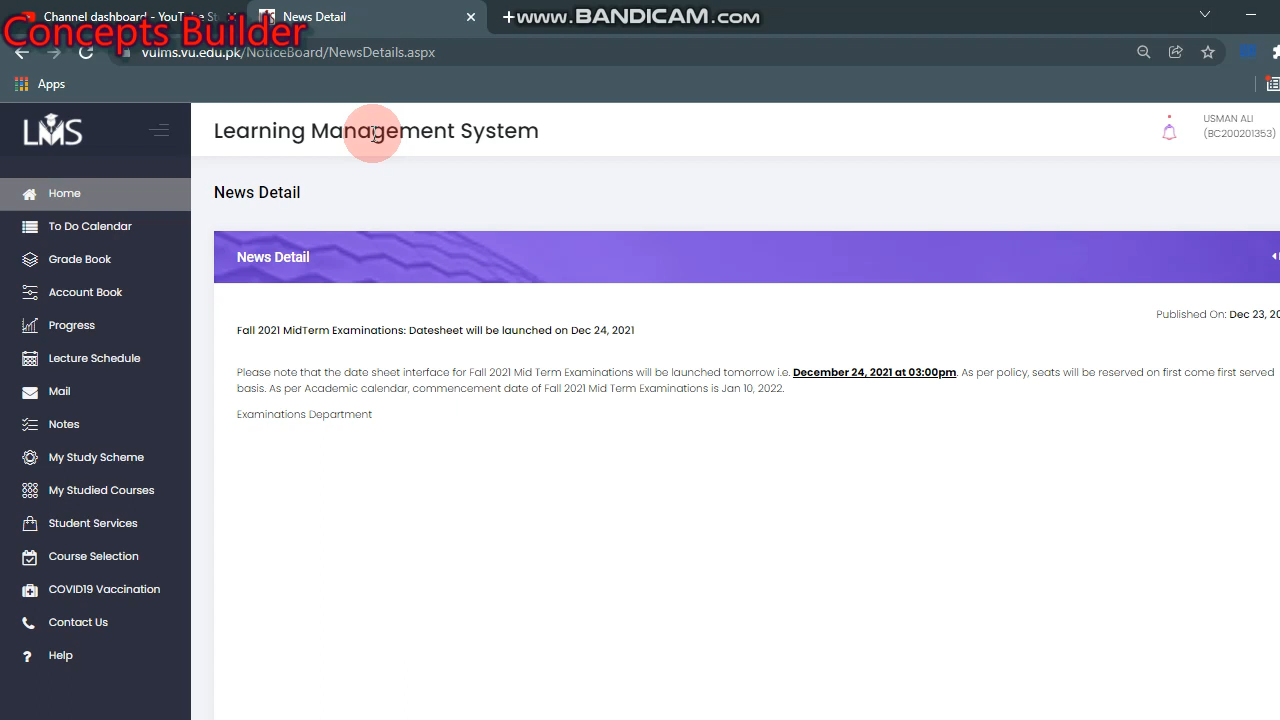 Channel dashboard - YouTube St
News Detail
www.BANDICAM.com
Concepts Builder
vulms.vu.edu.pk/NoticeBoard/NewsDetails.aspx
Apps
LMS
Learning Management System
USMAN ALI
(BC200201353)
Home
To Do Calendar
Grade Book
Account Book
Progress
Lecture Schedule
Mail
Notes
My Study Scheme
My Studied Courses
Student Services
Course Selection
COVID19 Vaccination
Contact Us
Help
News Detail
News Detail
Published On: Dec 23, 20
Fall 2021 MidTerm Examinations: Datesheet will be launched on Dec 24, 2021
Please note that the date sheet interface for Fall 2021 Mid Term Examinations will be launched tomorrow i.e. December 24, 2021 at 03:00pm. As per policy, seats will be reserved on first come first served
basis. As per Academic calendar, commencement date of Fall 2021 Mid Term Examinations is Jan 10, 2022.
Examinations Department